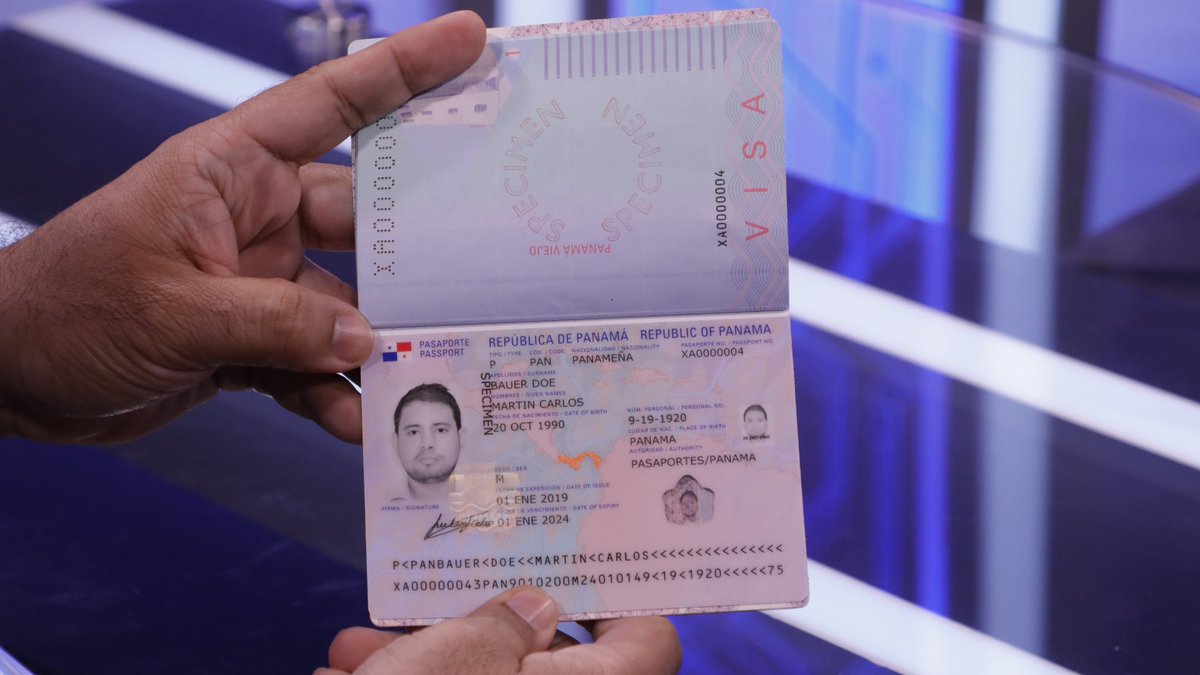 1
XA000000
SPECIMEN
SPECIMEN
VISA
XA0000004
PANAMÁ VIEJO
PASAPORTE
PASSPORT
REPÚBLICA DE PANAMÁ REPUBLIC OF PANAMA
TIPO / TYPE CÓD / CODE NACIONALIDAD / NATIONALITY PASAPORTE NO. / PASSPORT NO.
P PAN PANAMEÑA XA0000004
APELLIDOS / SURNAME
BAUER DOE
NOMBRES / GIVEN NAMES
MARTIN CARLOS
SPECIMEN
FECHA DE NACIMIENTO / DATE OF BIRTH
20 OCT 1990
NÚM. PERSONAL / PERSONAL NO.
9-19-1920
LUGAR DE NAC. / PLACE OF BIRTH
PANAMA
AUTORIDAD / AUTHORITY
PASAPORTES/PANAMA
20 OCT 1990
SEXO / SEX
M
FECHA DE EXPEDICIÓN / DATE OF ISSUE
01 ENE 2019
FECHA DE VENCIMIENTO / DATE OF EXPIRY
01 ENE 2024
FIRMA / SIGNATURE
P<PANBAUER<DOE<<MARTIN<CARLOS<<<<<<<<<<<<<<<
XA00000043PAN9010200M24010149<19<1920<<<<<75